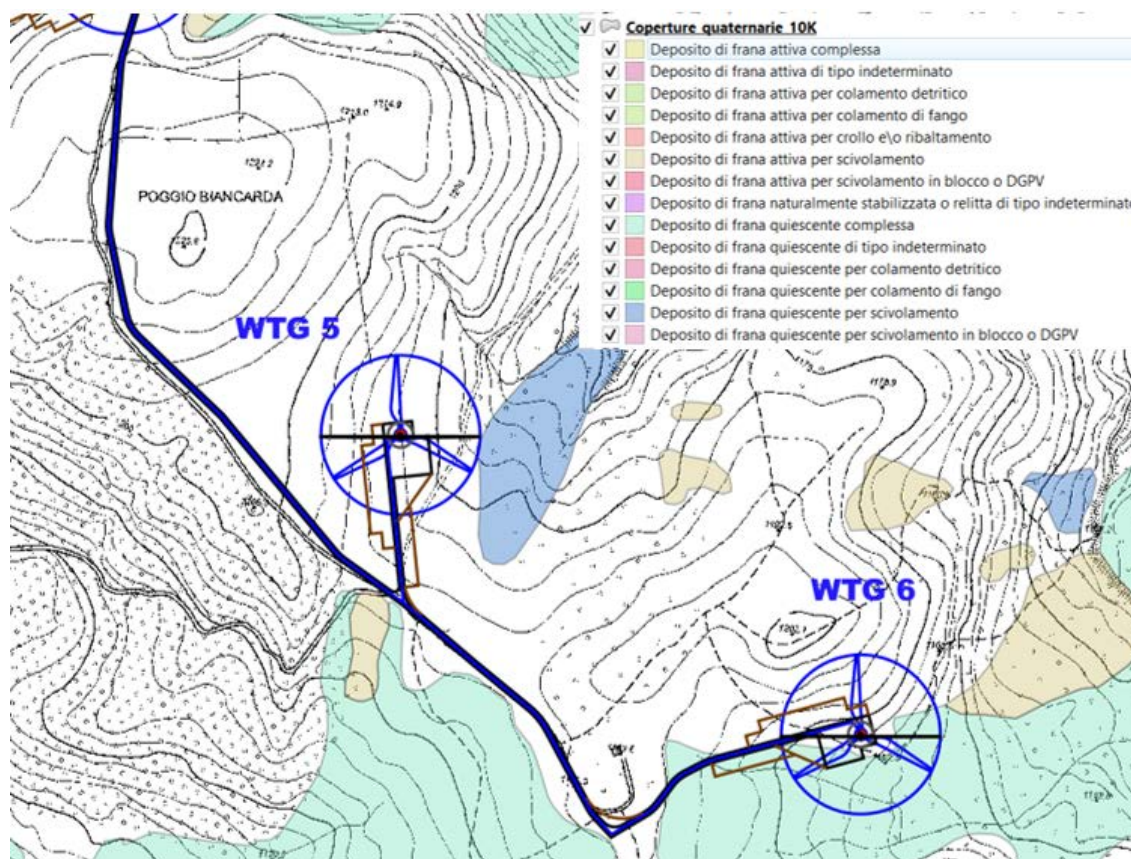 Coperture quaternarie 10K
Deposito di frana attiva complessa
Deposito di frana attiva di tipo indeterminato
Deposito di frana attiva per colamento detritico
Deposito di frana attiva per colamento di fango
Deposito di frana attiva per crollo e\o ribaltamento
Deposito di frana attiva per scivolamento
Deposito di frana attiva per scivolamento in blocco o DGPV
Deposito di frana naturalmente stabilizzata o relitta di tipo indeterminat
Deposito di frana quiescente complessa
Deposito di frana quiescente di tipo indeterminato
Deposito di frana quiescente per colamento detritico
Deposito di frana quiescente per colamento di fango
Deposito di frana quiescente per scivolamento
Deposito di frana quiescente per scivolamento in blocco o DGPV
POGGIO BIANCARDA
WTG 5
WTG 6